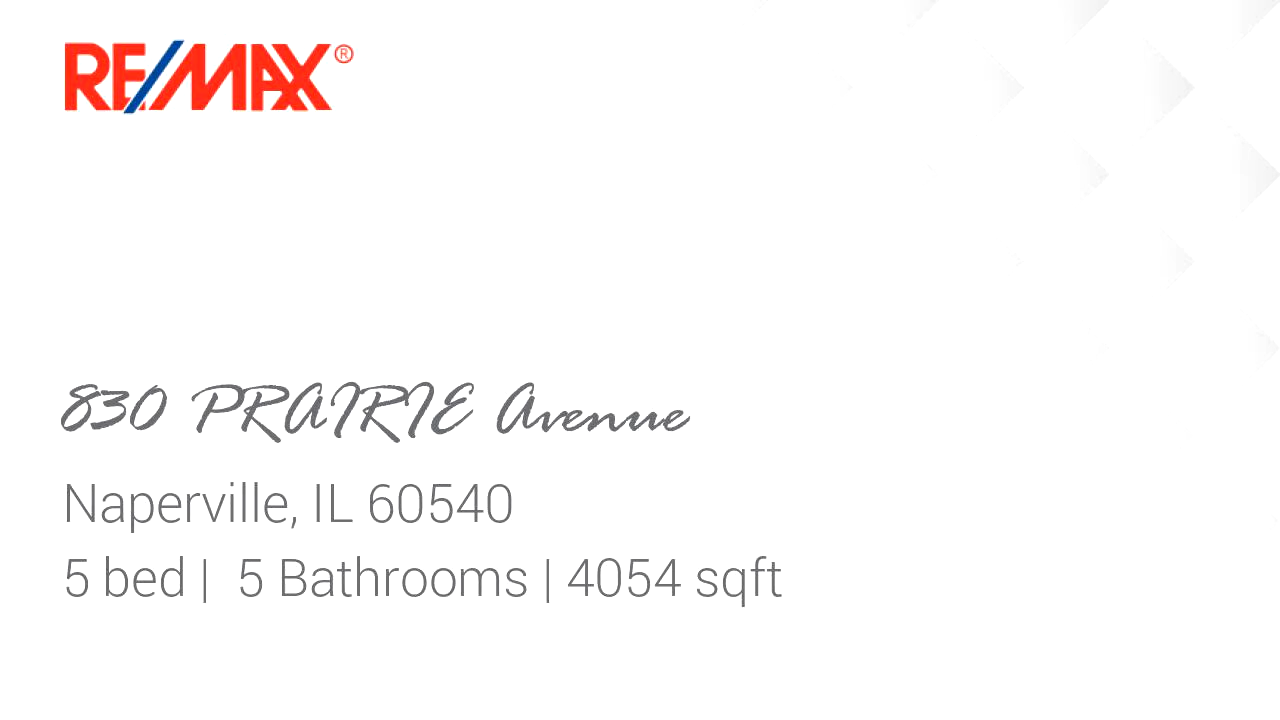 RE/MAX®
830 PRAIRIE Avenue
Naperville, IL 60540
5 bed | 5 Bathrooms | 4054 sqft